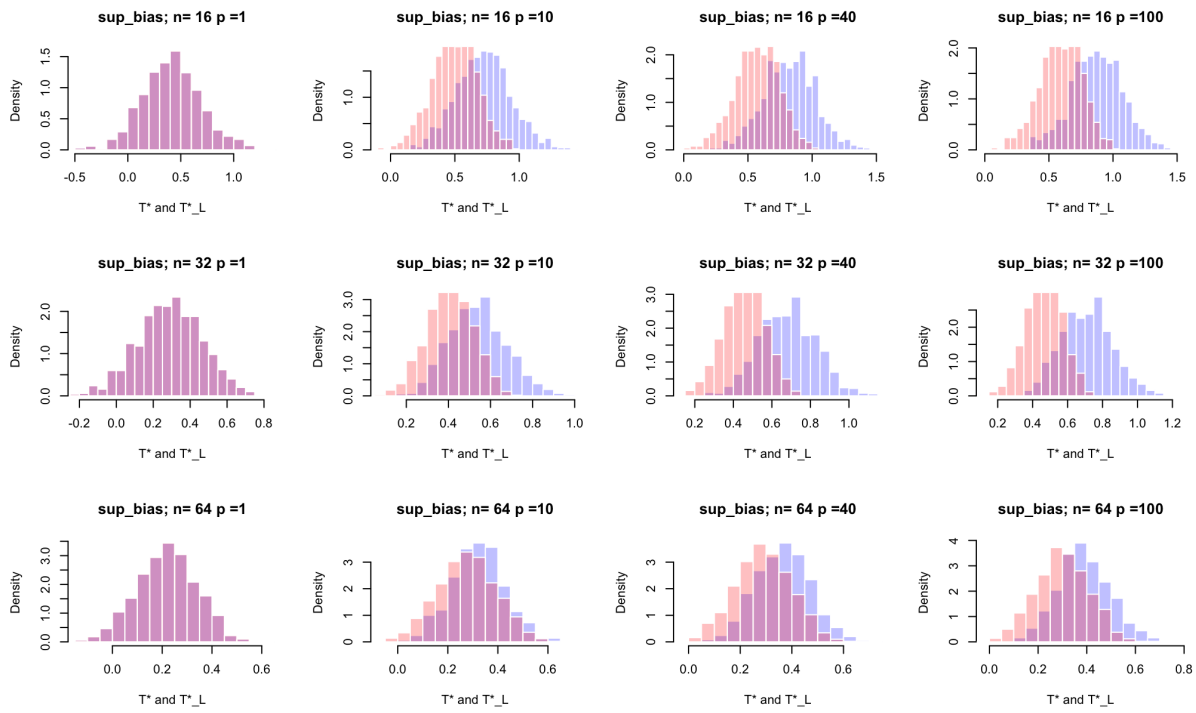 sup_bias; n= 16 p =1
sup_bias; n= 16 p =10
sup_bias; n= 16 p =40
sup_bias; n= 16 p =100
Density
0.0 0.5 1.0 1.5
-0.5 0.0 0.5 1.0
T* and T*_L
Density
0.0 1.0
0.0 0.5 1.0
T* and T*_L
Density
0.0 1.0 2.0
0.0 0.5 1.0 1.5
T* and T*_L
Density
0.0 1.0 2.0
0.0 0.5 1.0 1.5
T* and T*_L
sup_bias; n= 32 p =1
sup_bias; n= 32 p =10
sup_bias; n= 32 p =40
sup_bias; n= 32 p =100
Density
0.0 1.0 2.0
-0.2 0.0 0.2 0.4 0.6 0.8
T* and T*_L
Density
0.0 1.0 2.0 3.0
0.2 0.4 0.6 0.8 1.0
T* and T*_L
Density
0.0 1.0 2.0 3.0
0.2 0.4 0.6 0.8 1.0
T* and T*_L
Density
0.0 1.0 2.0
0.2 0.4 0.6 0.8 1.0 1.2
T* and T*_L
sup_bias; n= 64 p =1
sup_bias; n= 64 p =10
sup_bias; n= 64 p =40
sup_bias; n= 64 p =100
Density
0.0 1.0 2.0 3.0
0.0 0.2 0.4 0.6
T* and T*_L
Density
0 1 2 3
0.0 0.2 0.4 0.6
T* and T*_L
Density
0 1 2 3
0.0 0.2 0.4 0.6
T* and T*_L
Density
0 1 2 3 4
0.0 0.2 0.4 0.6 0.8
T* and T*_L